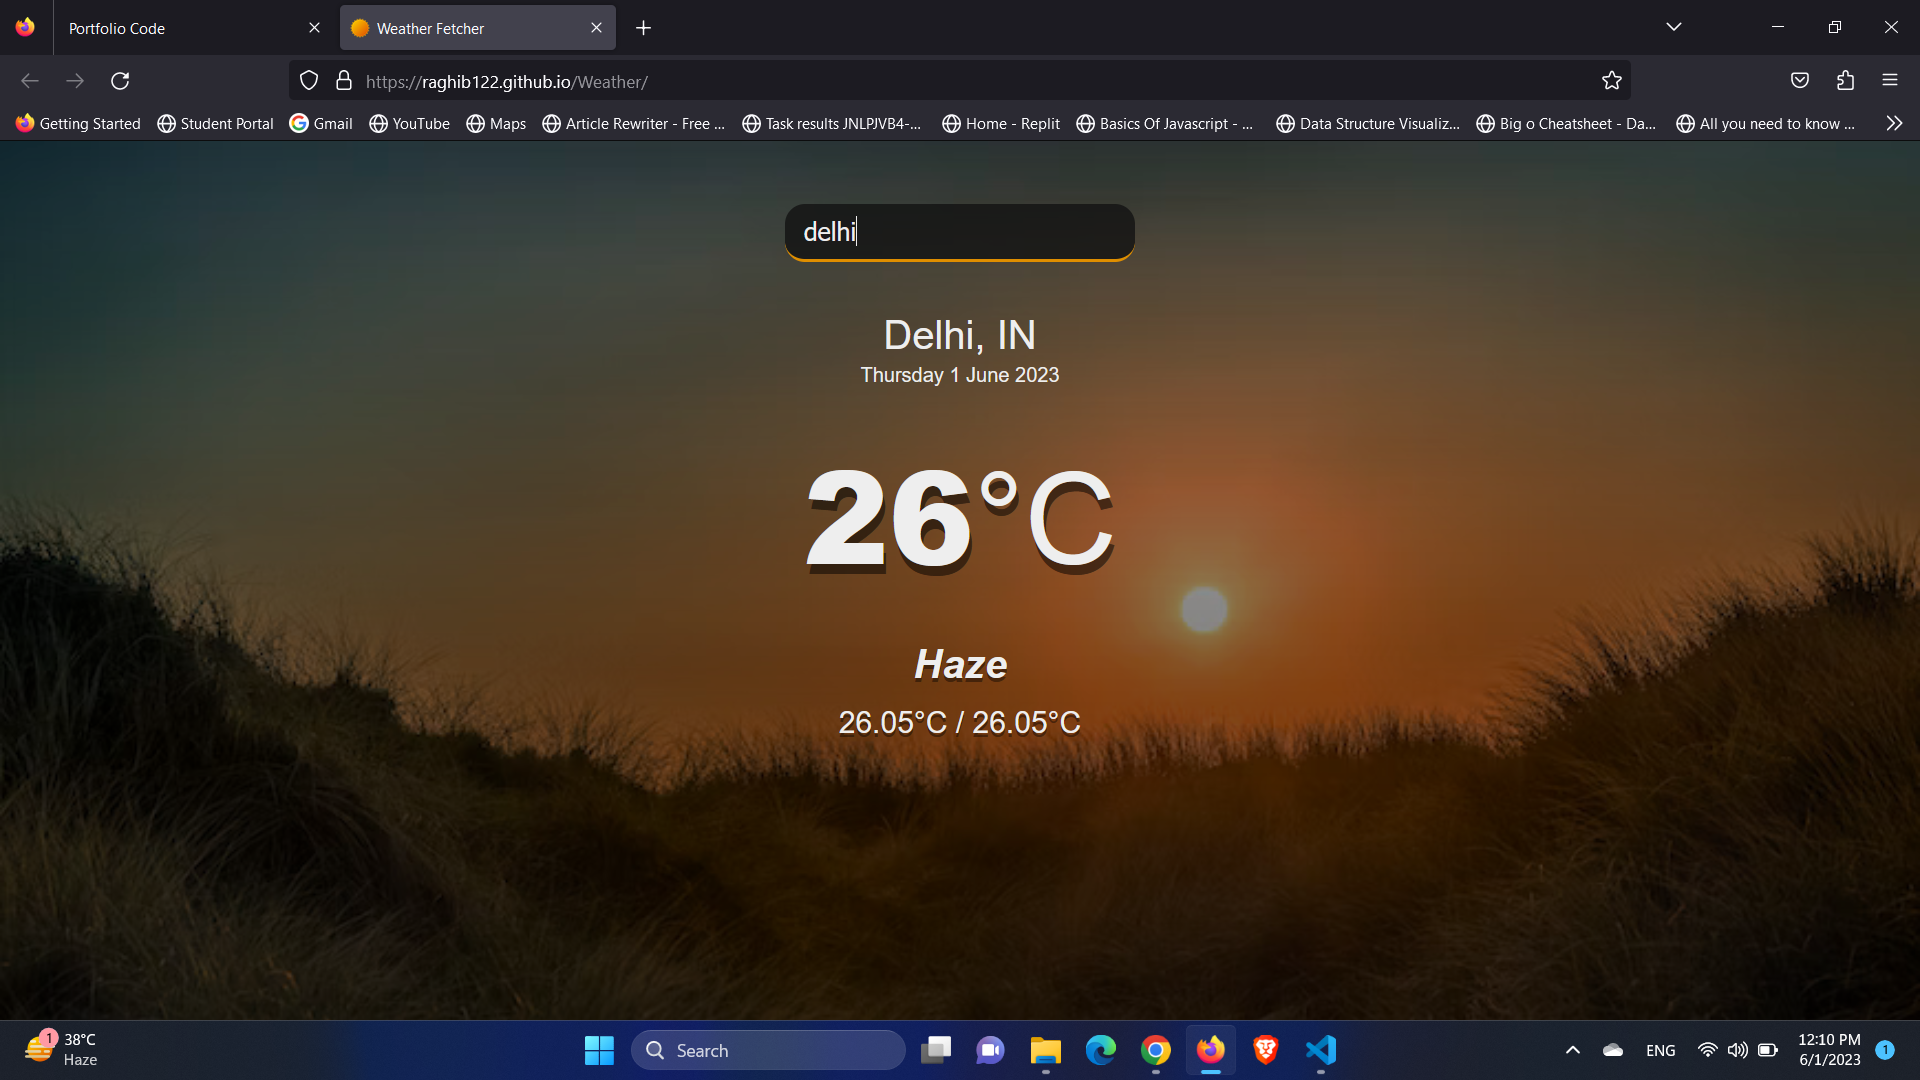 Portfolio Code
Weather Fetcher
https://raghib122.github.io/Weather/
Getting Started Student Portal Gmail YouTube Maps Article Rewriter - Free ... Task results JNLPJVB4-... Home - Replit Basics Of Javascript - ... Data Structure Visualiz... Big o Cheatsheet - Da... All you need to know ...
delhi
Delhi, IN
Thursday 1 June 2023
26°C
Haze
26.05°C / 26.05°C
1
38°C
Haze
Search
ENG
12:10 PM
6/1/2023
1